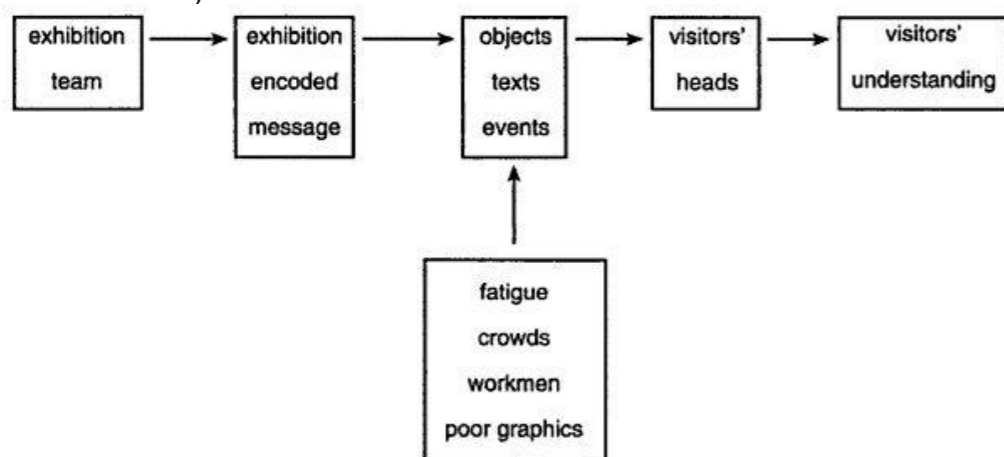 exhibition
team
exhibition
encoded
message
objects
texts
events
visitors'
heads
visitors'
understanding
fatigue
crowds
workmen
poor graphics